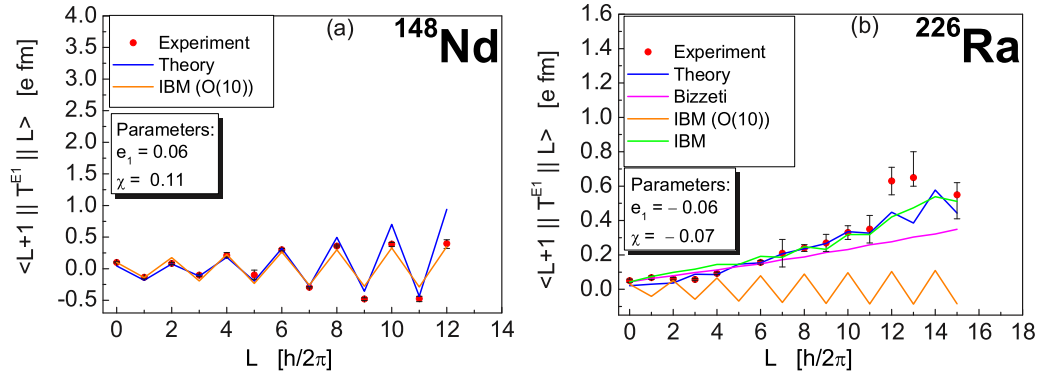 (a)
¹⁴⁸Nd
Experiment
Theory
IBM (O(10))
Parameters:
e₁ = 0.06
χ = 0.11
<L+1 || Tᴱ¹ || L> [e fm]
4.0
3.5
3.0
2.5
2.0
1.5
1.0
0.5
0.0
-0.5
0 2 4 6 8 10 12 14
L [h/2π]
(b)
²²⁶Ra
Experiment
Theory
Bizzeti
IBM (O(10))
IBM
Parameters:
e₁ = − 0.06
χ = − 0.07
<L+1 || Tᴱ¹ || L> [e fm]
1.6
1.4
1.2
1.0
0.8
0.6
0.4
0.2
0.0
0 2 4 6 8 10 12 14 16 18
L [h/2π]